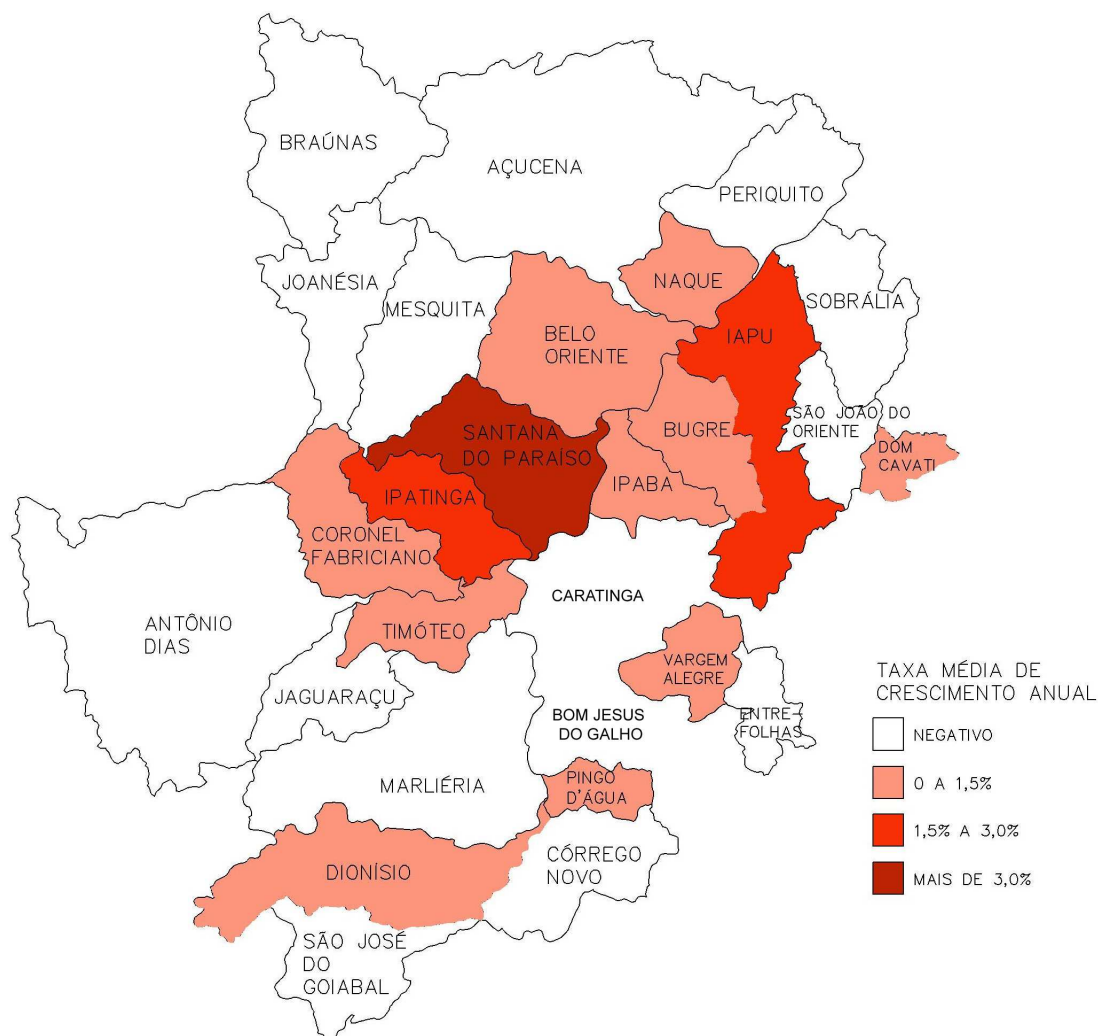 BRAÚNAS
AÇUCENA
PERIQUITO
JOANÉSIA
MESQUITA
NAQUE
SOBRÁLIA
BELO
ORIENTE
IAPU
SÃO JOÃO DO
ORIENTE
DOM
CAVATI
SANTANA
DO PARAÍSO
BUGRE
IPABA
IPATINGA
CORONEL
FABRICIANO
CARATINGA
ANTÔNIO
DIAS
TIMÓTEO
VARGEM
ALEGRE
JAGUARAÇU
ENTRE-
FOLHAS
BOM JESUS
DO GALHO
MARLIÉRIA
PINGO
D'ÁGUA
DIONÍSIO
CÓRREGO
NOVO
SÃO JOSÉ
DO
GOIABAL
TAXA MÉDIA DE
CRESCIMENTO ANUAL
NEGATIVO
0 A 1,5%
1,5% A 3,0%
MAIS DE 3,0%